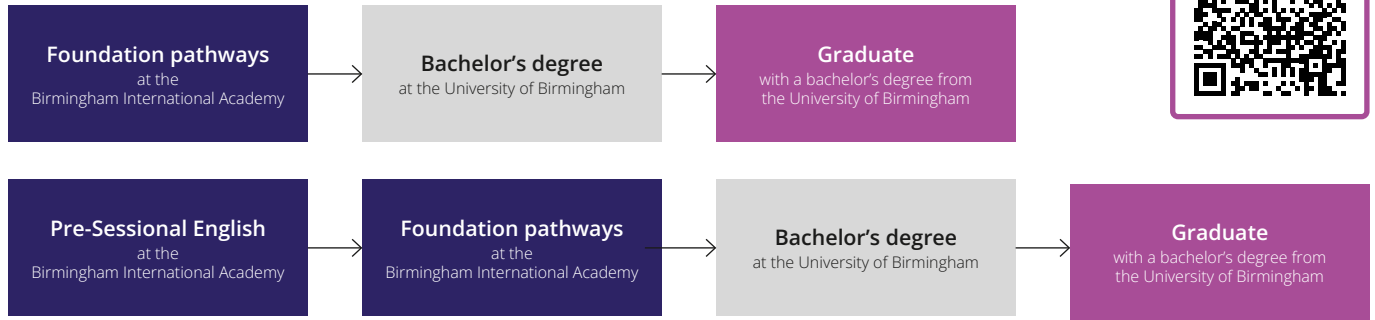 Foundation pathways
at the
Birmingham International Academy
Bachelor’s degree
at the University of Birmingham
Graduate
with a bachelor’s degree from
the University of Birmingham
Pre-Sessional English
at the
Birmingham International Academy
Foundation pathways
at the
Birmingham International Academy
Bachelor’s degree
at the University of Birmingham
Graduate
with a bachelor’s degree from
the University of Birmingham